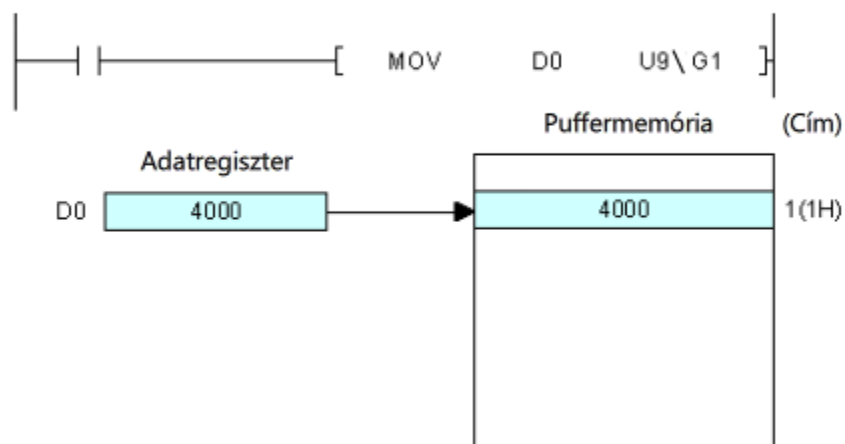 MOV D0 U9\G1
Puffermemória (Cím)
Adatregiszter
D0 4000 4000 1(1H)